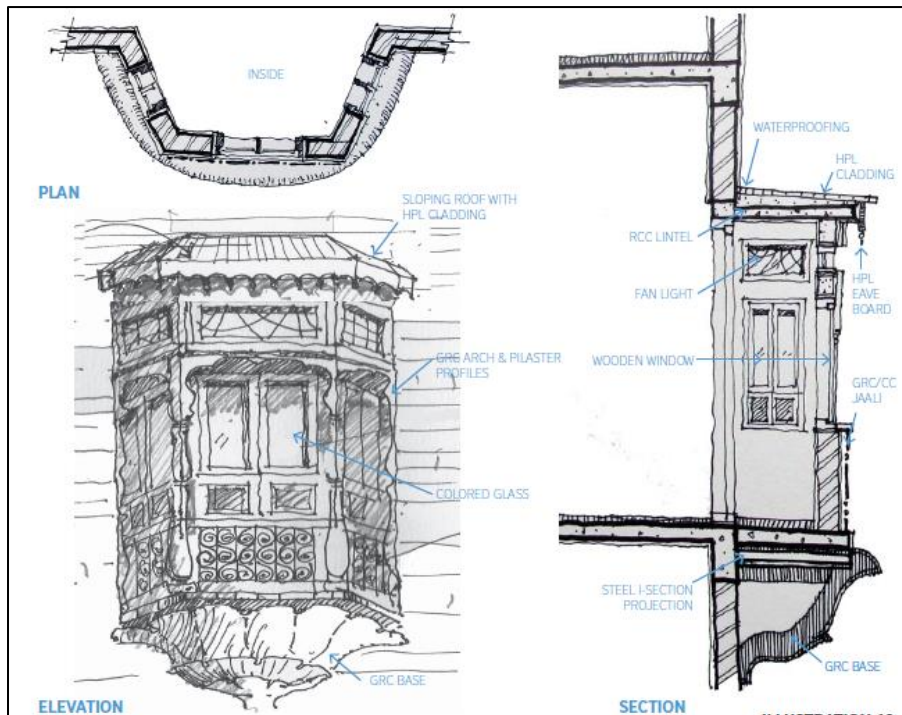 INSIDE
PLAN
SLOPING ROOF WITH
HPL CLADDING
GRC ARCH & PILASTER
PROFILES
COLORED GLASS
GRC BASE
ELEVATION
WATERPROOFING
HPL
CLADDING
RCC LINTEL
FAN LIGHT
HPL
EAVE
BOARD
WOODEN WINDOW
GRC/CC
JAALI
STEEL I-SECTION
PROJECTION
GRC BASE
SECTION